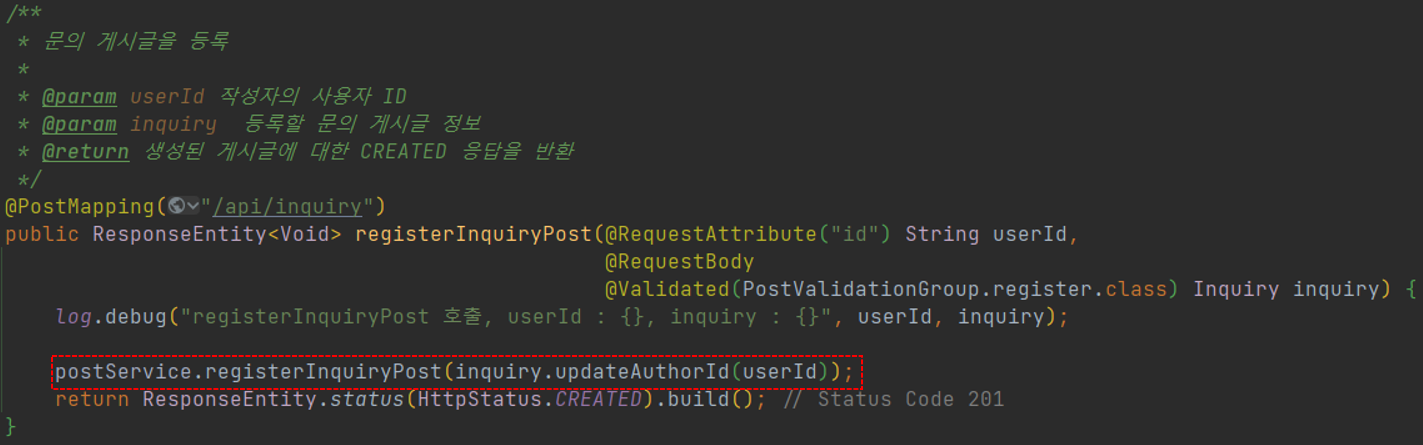 /**
 * 문의 게시글을 등록
 *
 * @param userId 작성자의 사용자 ID
 * @param inquiry  등록할 문의 게시글 정보
 * @return 생성된 게시글에 대한 CREATED 응답을 반환
 */
@PostMapping("/api/inquiry")
public ResponseEntity<Void> registerInquiryPost(@RequestAttribute("id") String userId,
                                                @RequestBody
                                                @Validated(PostValidationGroup.register.class) Inquiry inquiry) {
    log.debug("registerInquiryPost 호출, userId : {}, inquiry : {}", userId, inquiry);

    postService.registerInquiryPost(inquiry.updateAuthorId(userId));
    return ResponseEntity.status(HttpStatus.CREATED).build(); // Status Code 201
}